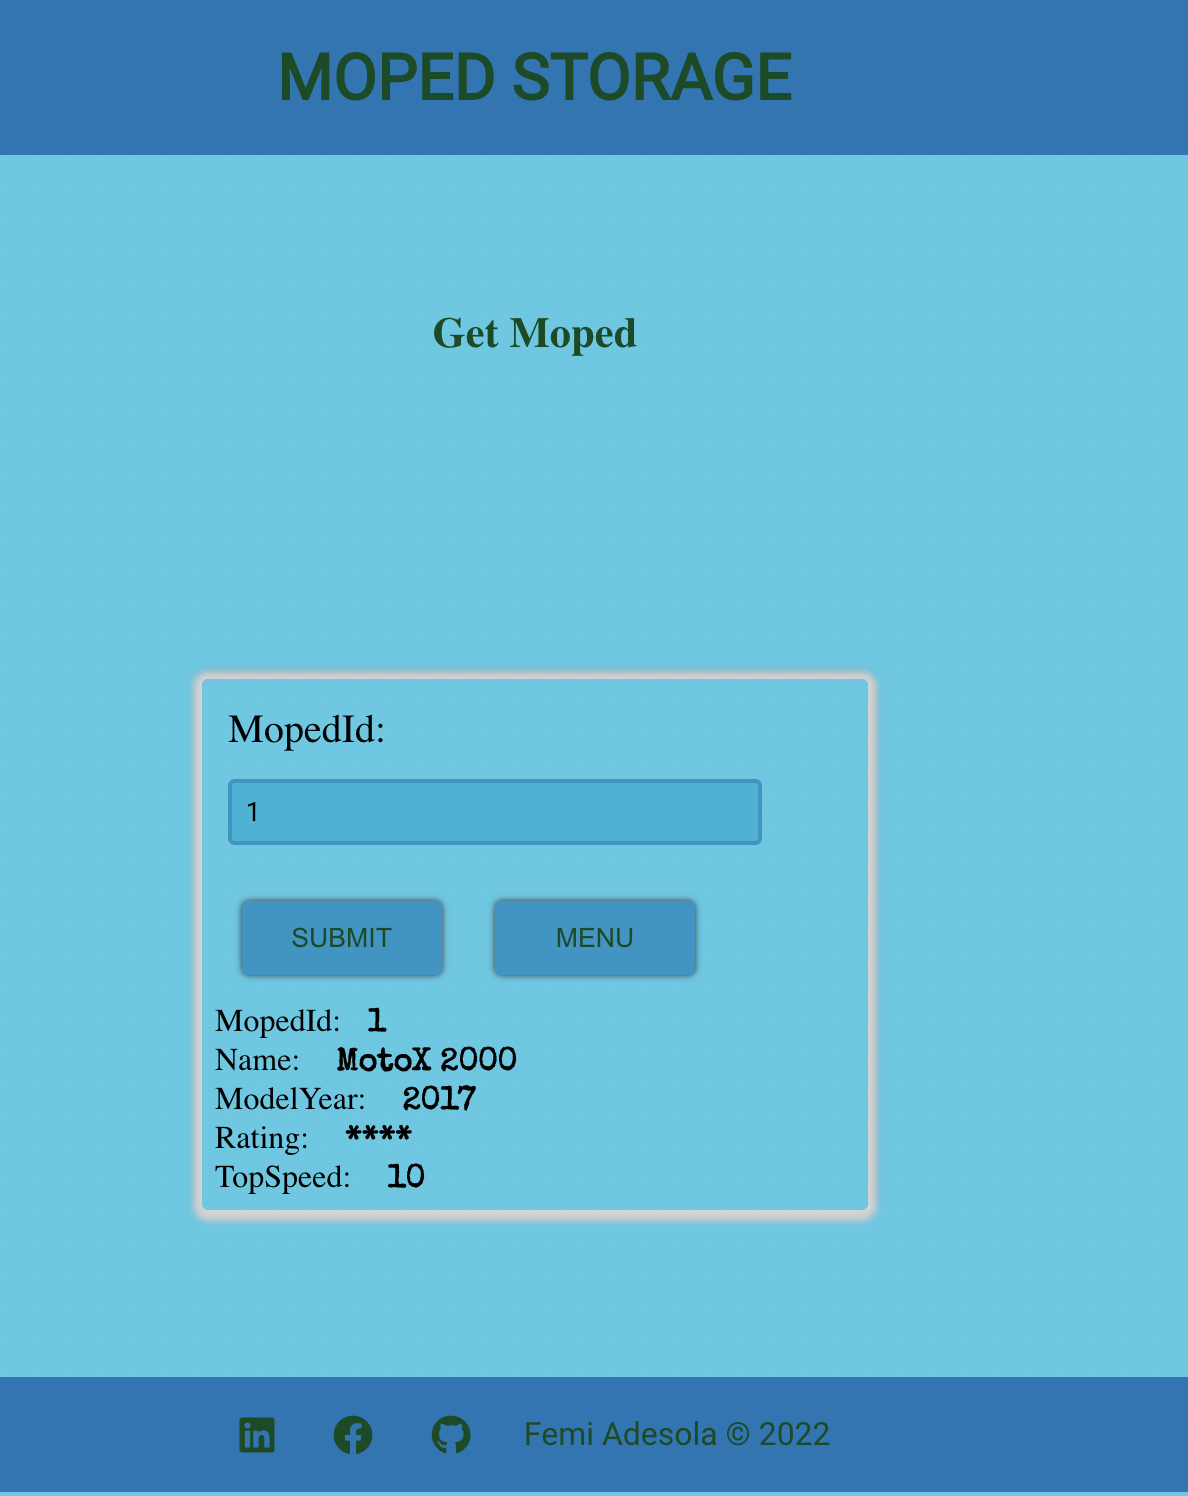 MOPED STORAGE
Get Moped
MopedId:
1
SUBMIT MENU
MopedId: 1
Name: MotoX 2000
ModelYear: 2017
Rating: ****
TopSpeed: 10
Femi Adesola © 2022